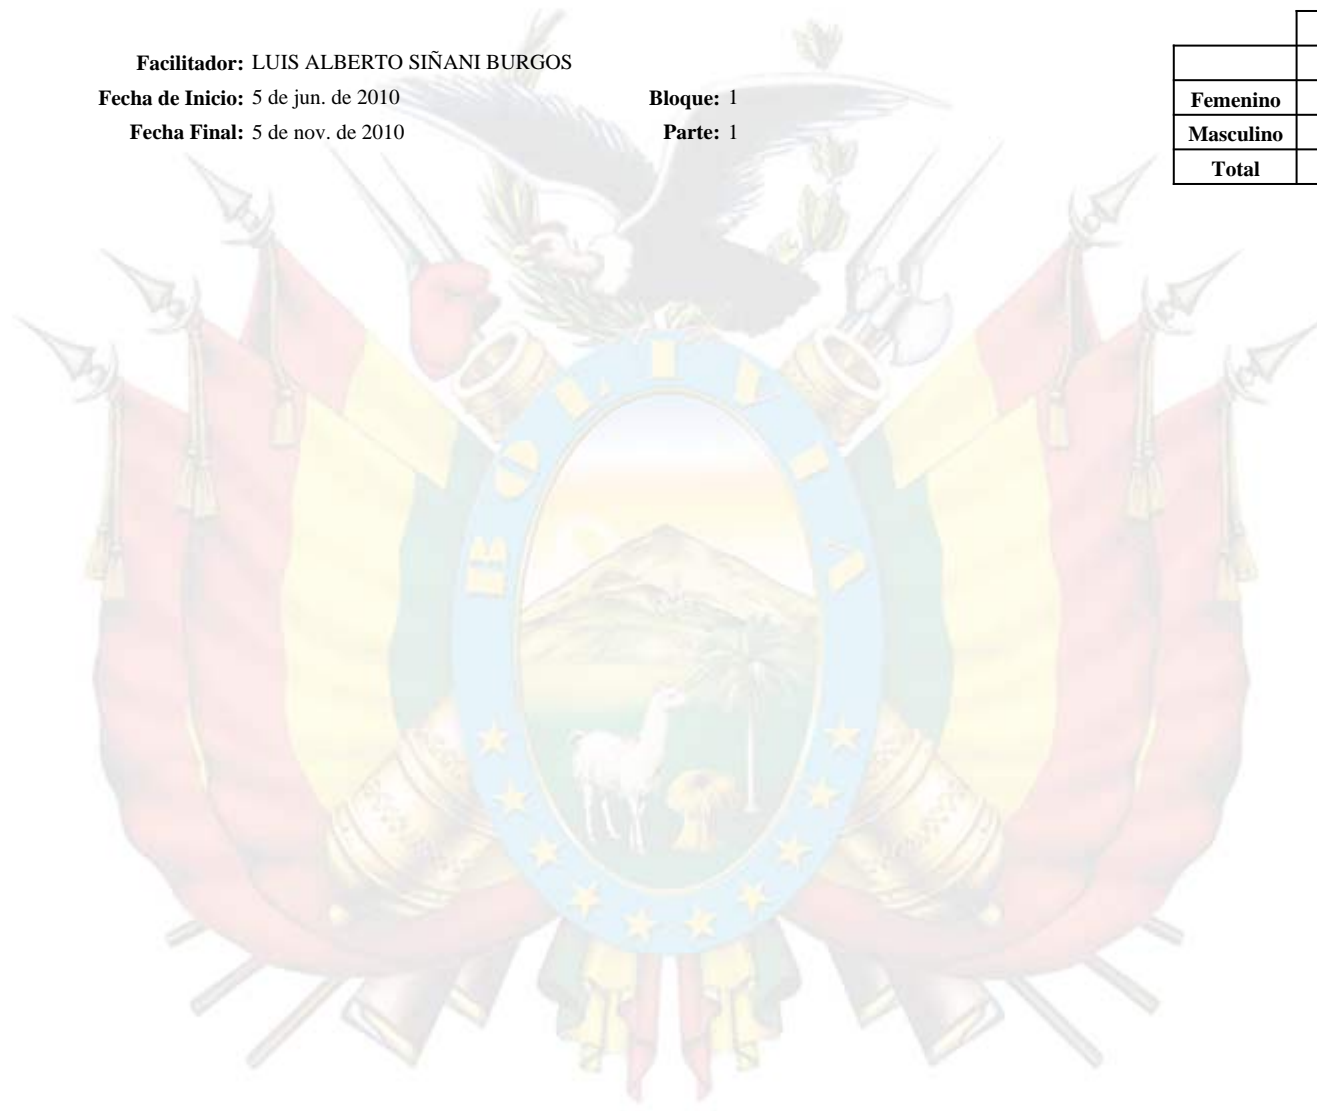 Facilitador: LUIS ALBERTO SIÑANI BURGOS
Fecha de Inicio: 5 de jun. de 2010 Bloque: 1
Fecha Final: 5 de nov. de 2010 Parte: 1
Femenino
Masculino
Total
BOLIVIA